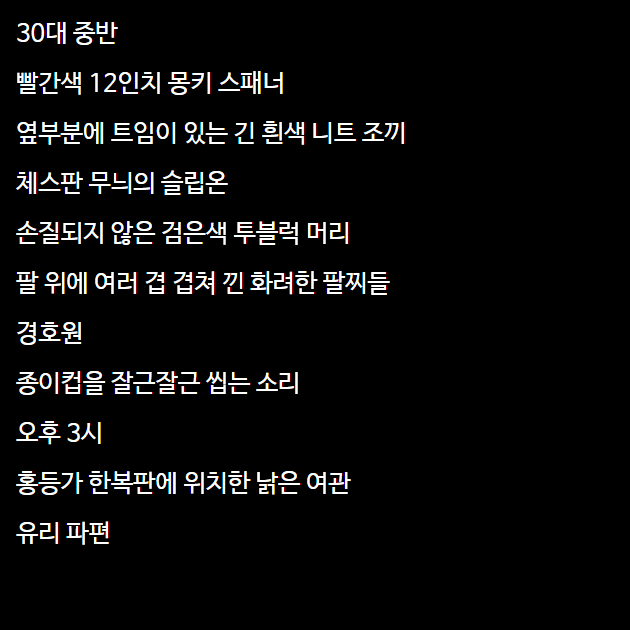 30대 중반
빨간색 12인치 몽키 스패너
옆부분에 트임이 있는 긴 흰색 니트 조끼
체스판 무늬의 슬립온
손질되지 않은 검은색 투블럭 머리
팔 위에 여러 겹 겹쳐 낀 화려한 팔찌들
경호원
종이컵을 잘근잘근 씹는 소리
오후 3시
홍등가 한복판에 위치한 낡은 여관
유리 파편